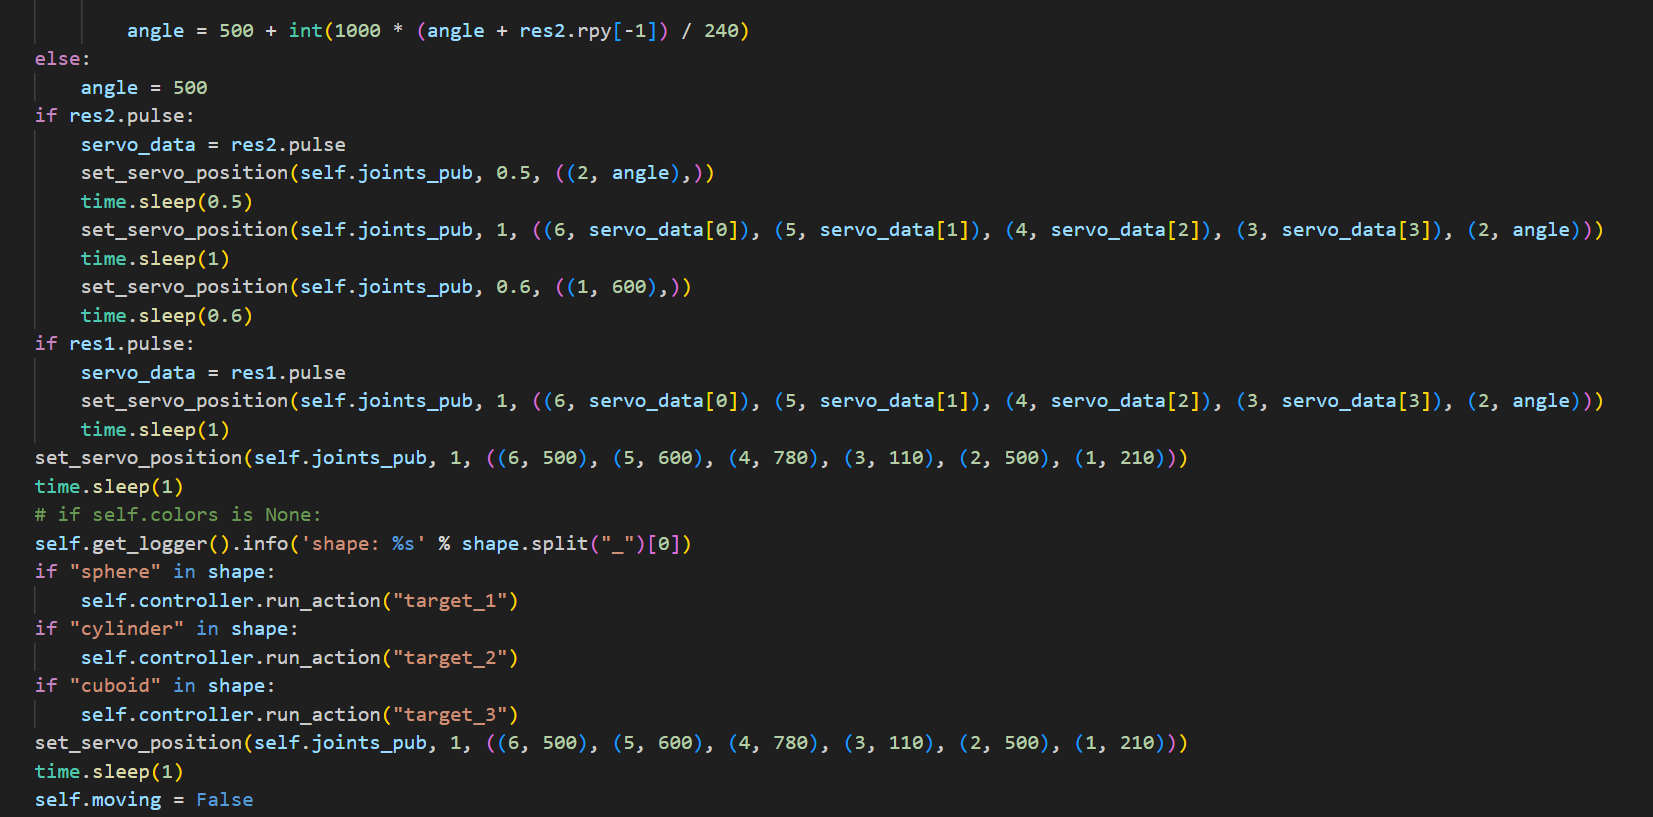 angle = 500 + int(1000 * (angle + res2.rpy[-1]) / 240)
else:
angle = 500
if res2.pulse:
servo_data = res2.pulse
set_servo_position(self.joints_pub, 0.5, ((2, angle),))
time.sleep(0.5)
set_servo_position(self.joints_pub, 1, ((6, servo_data[0]), (5, servo_data[1]), (4, servo_data[2]), (3, servo_data[3]), (2, angle)))
time.sleep(1)
set_servo_position(self.joints_pub, 0.6, ((1, 600),))
time.sleep(0.6)
if res1.pulse:
servo_data = res1.pulse
set_servo_position(self.joints_pub, 1, ((6, servo_data[0]), (5, servo_data[1]), (4, servo_data[2]), (3, servo_data[3]), (2, angle)))
time.sleep(1)
set_servo_position(self.joints_pub, 1, ((6, 500), (5, 600), (4, 780), (3, 110), (2, 500), (1, 210)))
time.sleep(1)
# if self.colors is None:
self.get_logger().info('shape: %s' % shape.split("_")[0])
if "sphere" in shape:
self.controller.run_action("target_1")
if "cylinder" in shape:
self.controller.run_action("target_2")
if "cuboid" in shape:
self.controller.run_action("target_3")
set_servo_position(self.joints_pub, 1, ((6, 500), (5, 600), (4, 780), (3, 110), (2, 500), (1, 210)))
time.sleep(1)
self.moving = False